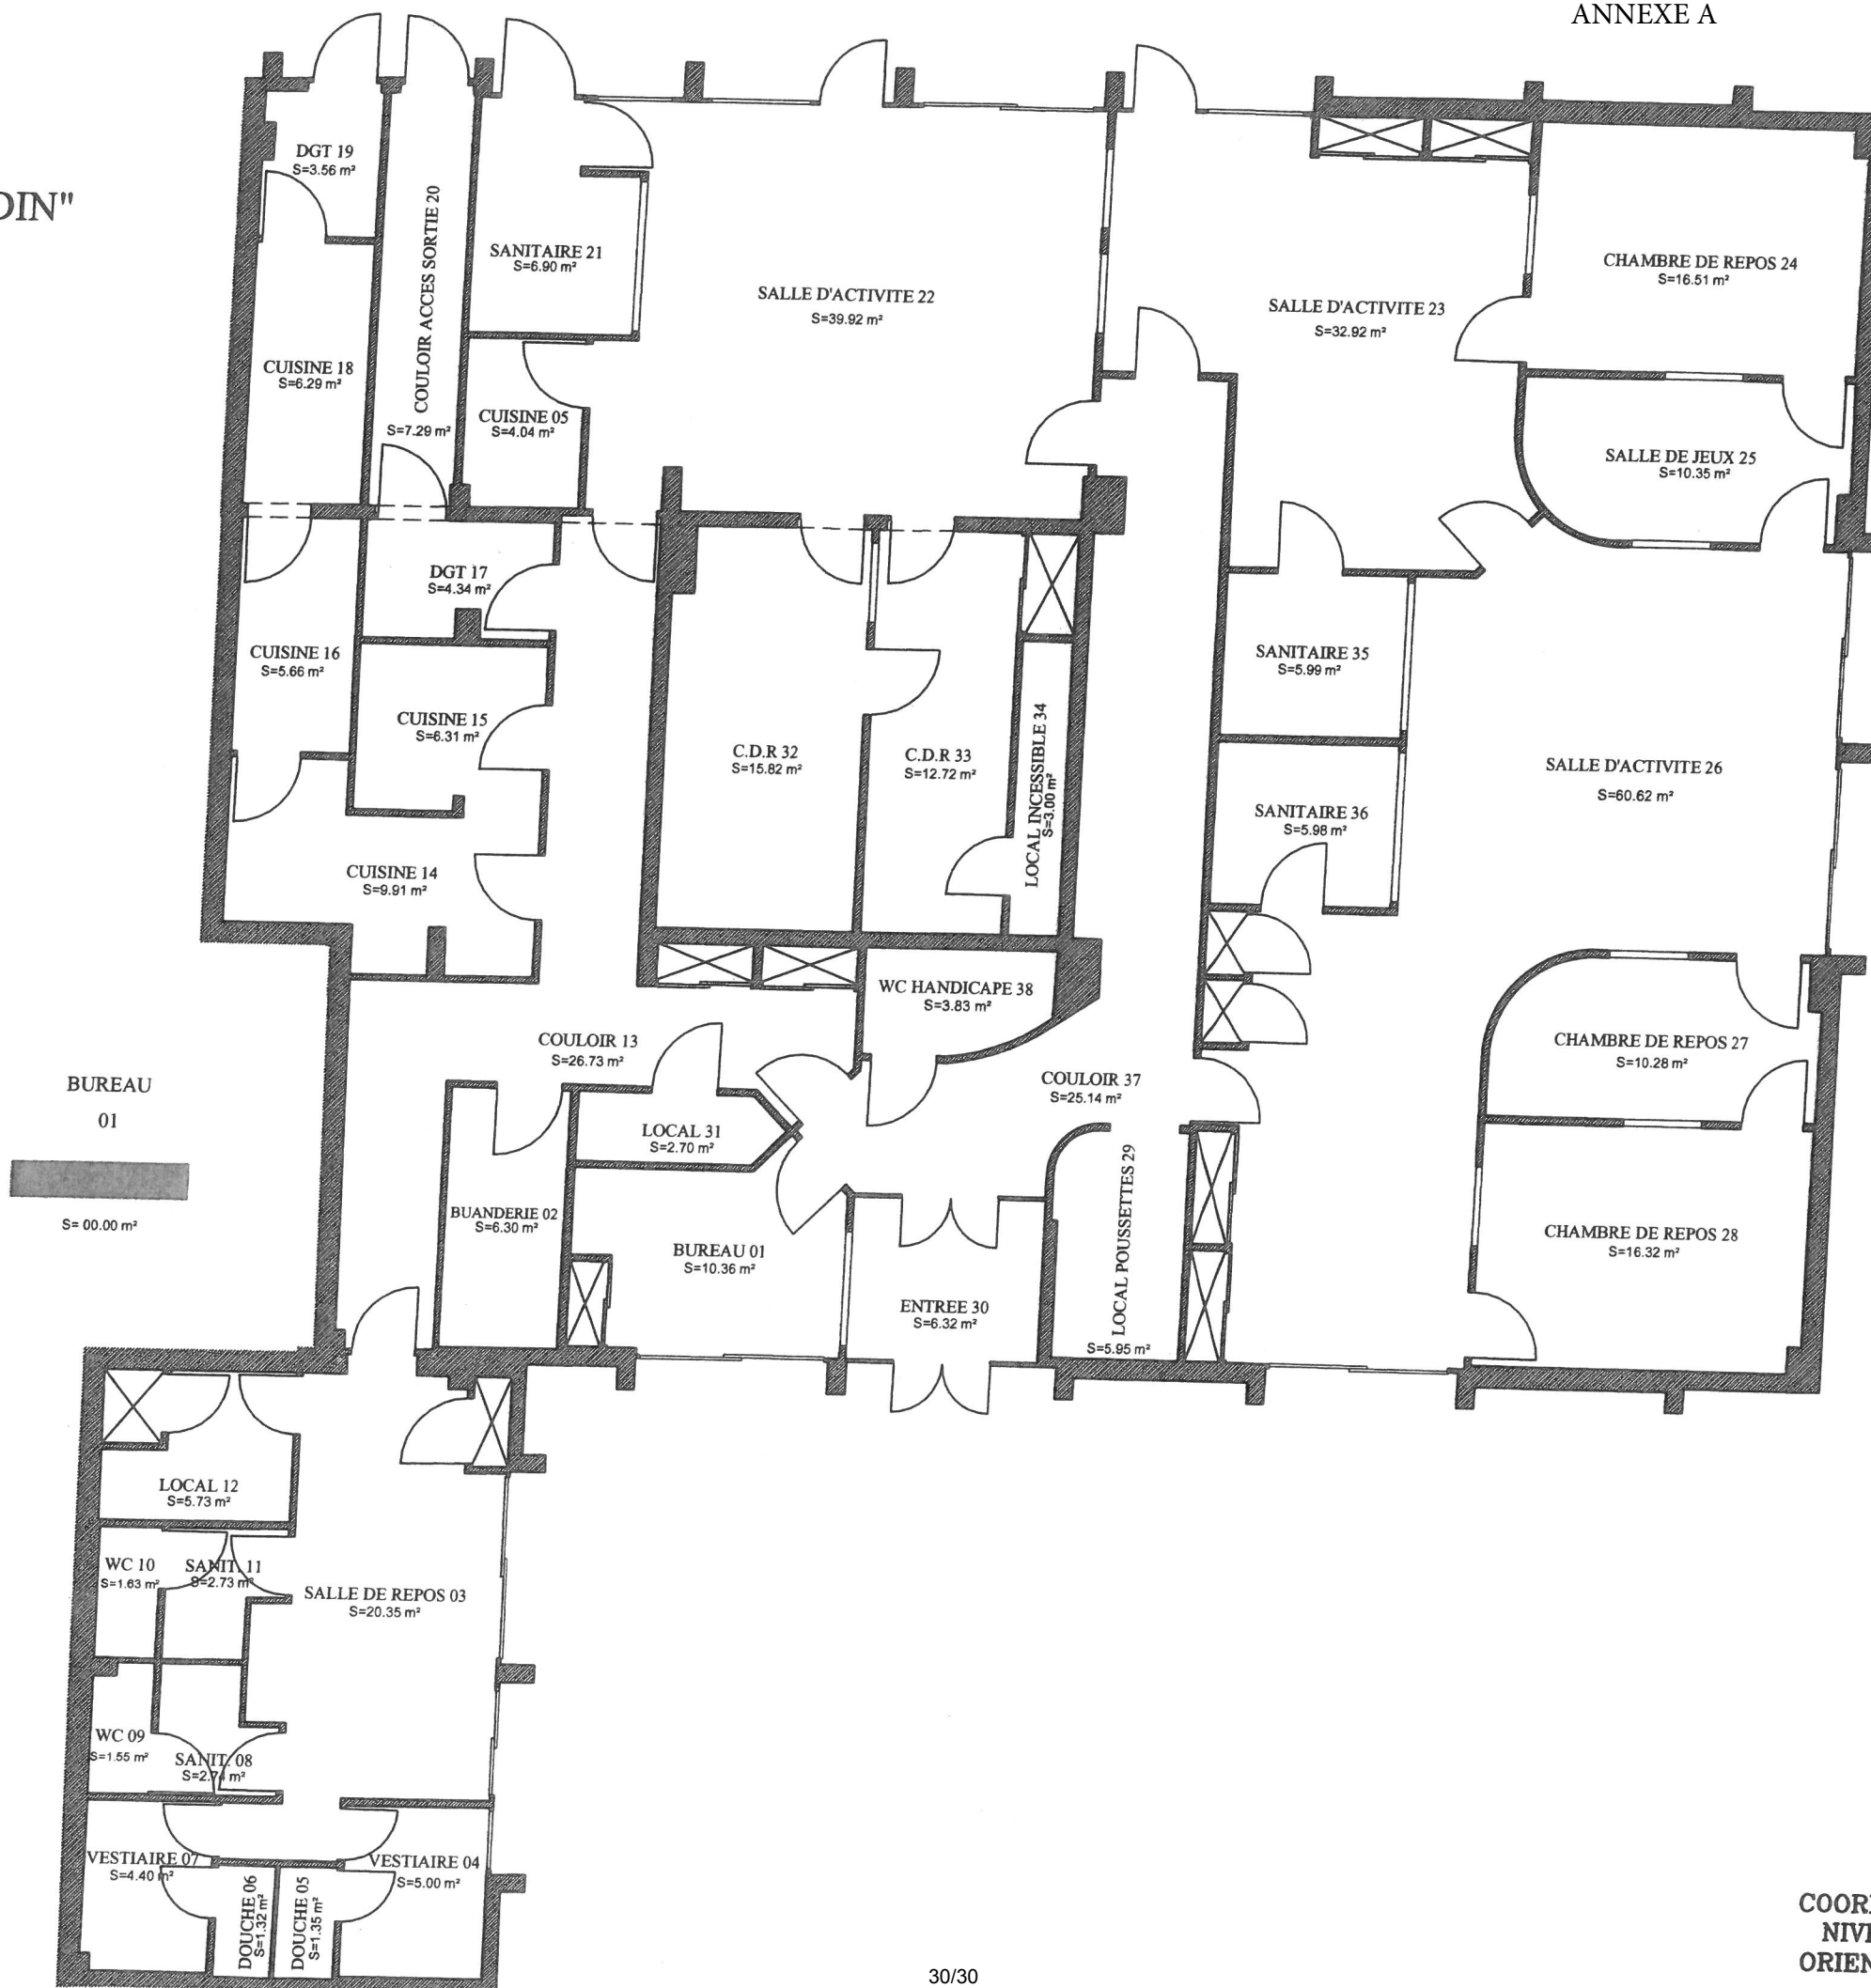 ANNEXE A
DIN"
DGT 19
S=3.56 m²
COULOIR ACCES SORTIE 20
S=7.29 m²
SANITAIRE 21
S=6.90 m²
SALLE D'ACTIVITE 22
S=39.92 m²
SALLE D'ACTIVITE 23
S=32.92 m²
CHAMBRE DE REPOS 24
S=16.51 m²
CUISINE 18
S=6.29 m²
CUISINE 05
S=4.04 m²
SALLE DE JEUX 25
S=10.35 m²
DGT 17
S=4.34 m²
CUISINE 16
S=5.66 m²
CUISINE 15
S=6.31 m²
C.D.R 32
S=15.82 m²
C.D.R 33
S=12.72 m²
LOCAL INCESSIBLE 34
S=3.00 m²
SANITAIRE 35
S=5.99 m²
SALLE D'ACTIVITE 26
S=60.62 m²
SANITAIRE 36
S=5.98 m²
CUISINE 14
S=9.91 m²
WC HANDICAPE 38
S=3.83 m²
COULOIR 13
S=26.73 m²
COULOIR 37
S=25.14 m²
CHAMBRE DE REPOS 27
S=10.28 m²
BUREAU
01
S= 00.00 m²
LOCAL 31
S=2.70 m²
BUANDERIE 02
S=6.30 m²
BUREAU 01
S=10.36 m²
ENTREE 30
S=6.32 m²
LOCAL POUSSETTES 29
S=5.95 m²
CHAMBRE DE REPOS 28
S=16.32 m²
LOCAL 12
S=5.73 m²
WC 10
S=1.63 m²
SANIT. 11
S=2.73 m²
SALLE DE REPOS 03
S=20.35 m²
WC 09
S=1.55 m²
SANIT. 08
S=2.74 m²
VESTIAIRE 07
S=4.40 m²
DOUCHE 06
S=1.32 m²
DOUCHE 05
S=1.35 m²
VESTIAIRE 04
S=5.00 m²
COOR
NIV
ORIEN
30/30